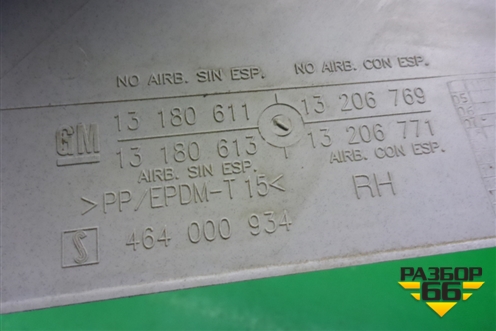 NO AIRB. SIN ESP. NO AIRB. CON ESP.
GM 13 180 611 13 206 769
13 180 613 13 206 771
AIRB. SIN ESP. AIRB. CON ESP.
>PP/EPDM-T15< RH
S 464 000 934
РАЗБОР
66